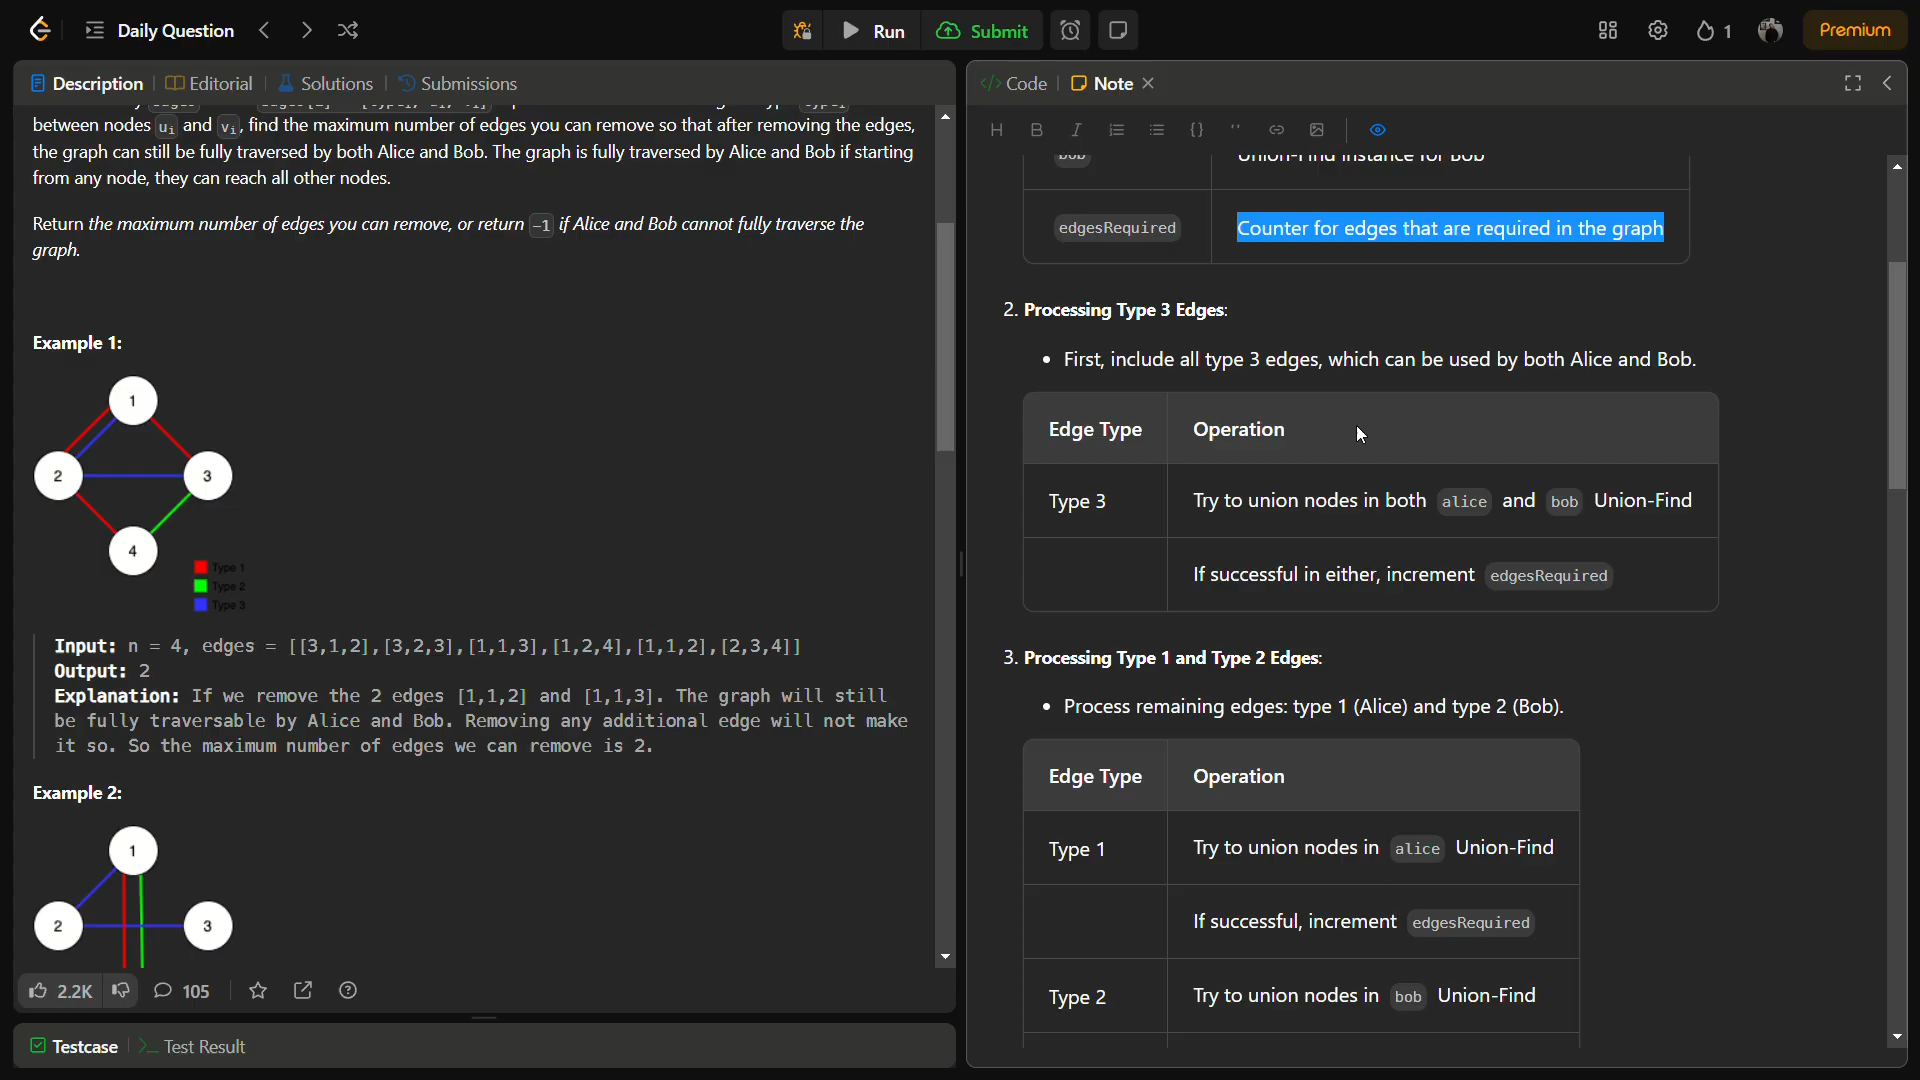 Daily Question
Run
Submit
1
Premium
Description
Editorial
Solutions
Submissions
between nodes ui and vi, find the maximum number of edges you can remove so that after removing the edges,
the graph can still be fully traversed by both Alice and Bob. The graph is fully traversed by Alice and Bob if starting
from any node, they can reach all other nodes.
Return the maximum number of edges you can remove, or return -1 if Alice and Bob cannot fully traverse the
graph.
Example 1:
1
2
3
4
Type 1
Type 2
Type 3
Input: n = 4, edges = [[3,1,2],[3,2,3],[1,1,3],[1,2,4],[1,1,2],[2,3,4]]
Output: 2
Explanation: If we remove the 2 edges [1,1,2] and [1,1,3]. The graph will still
be fully traversable by Alice and Bob. Removing any additional edge will not make
it so. So the maximum number of edges we can remove is 2.
Example 2:
1
2
3
2.2K
105
Testcase
Test Result
Code
Note
bob
Union-Find instance for Bob
edgesRequired
Counter for edges that are required in the graph
2. Processing Type 3 Edges:
• First, include all type 3 edges, which can be used by both Alice and Bob.
Edge Type Operation
Type 3 Try to union nodes in both alice and bob Union-Find
If successful in either, increment edgesRequired
3. Processing Type 1 and Type 2 Edges:
• Process remaining edges: type 1 (Alice) and type 2 (Bob).
Edge Type Operation
Type 1 Try to union nodes in alice Union-Find
If successful, increment edgesRequired
Type 2 Try to union nodes in bob Union-Find